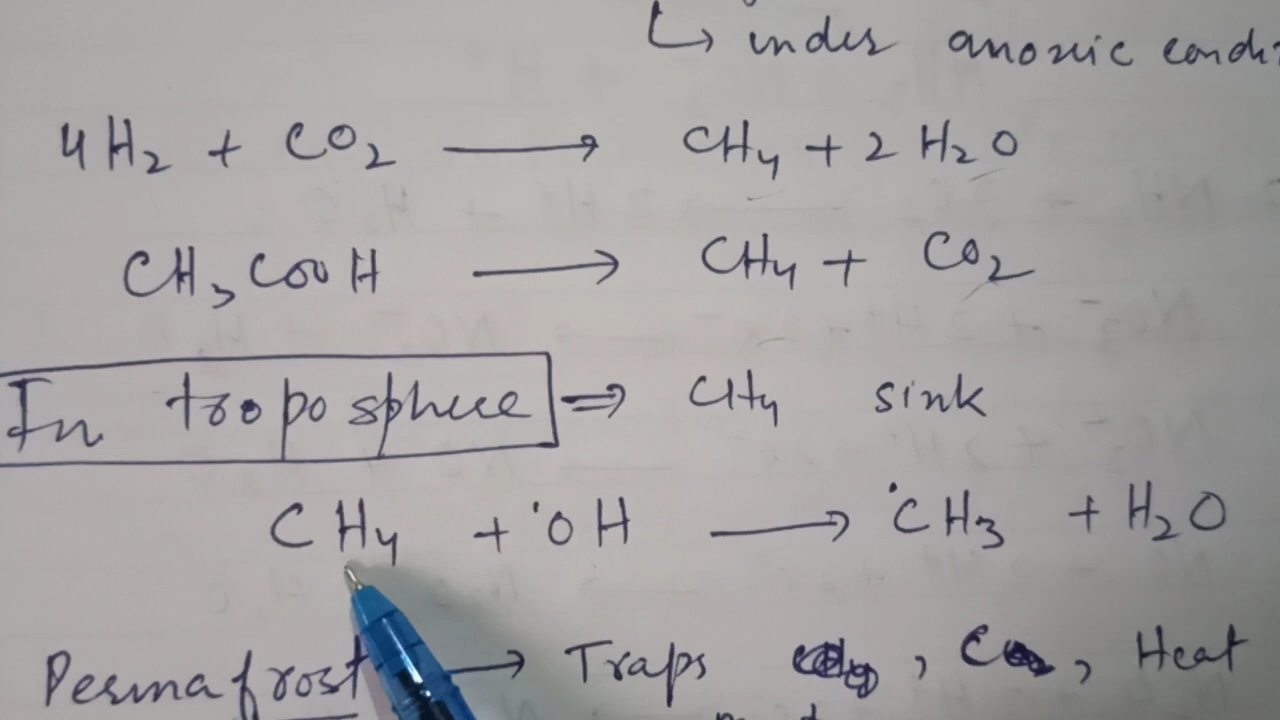 ↳ under anoxic condi
4H₂ + CO₂ ⟶ CH₄ + 2H₂O
CH₃COOH ⟶ CH₄ + CO₂
In troposphere ⇒ CH₄ sink
CH₄ + ˙OH ⟶ ˙CH₃ + H₂O
Permafrost ⟶ Traps , , Heat